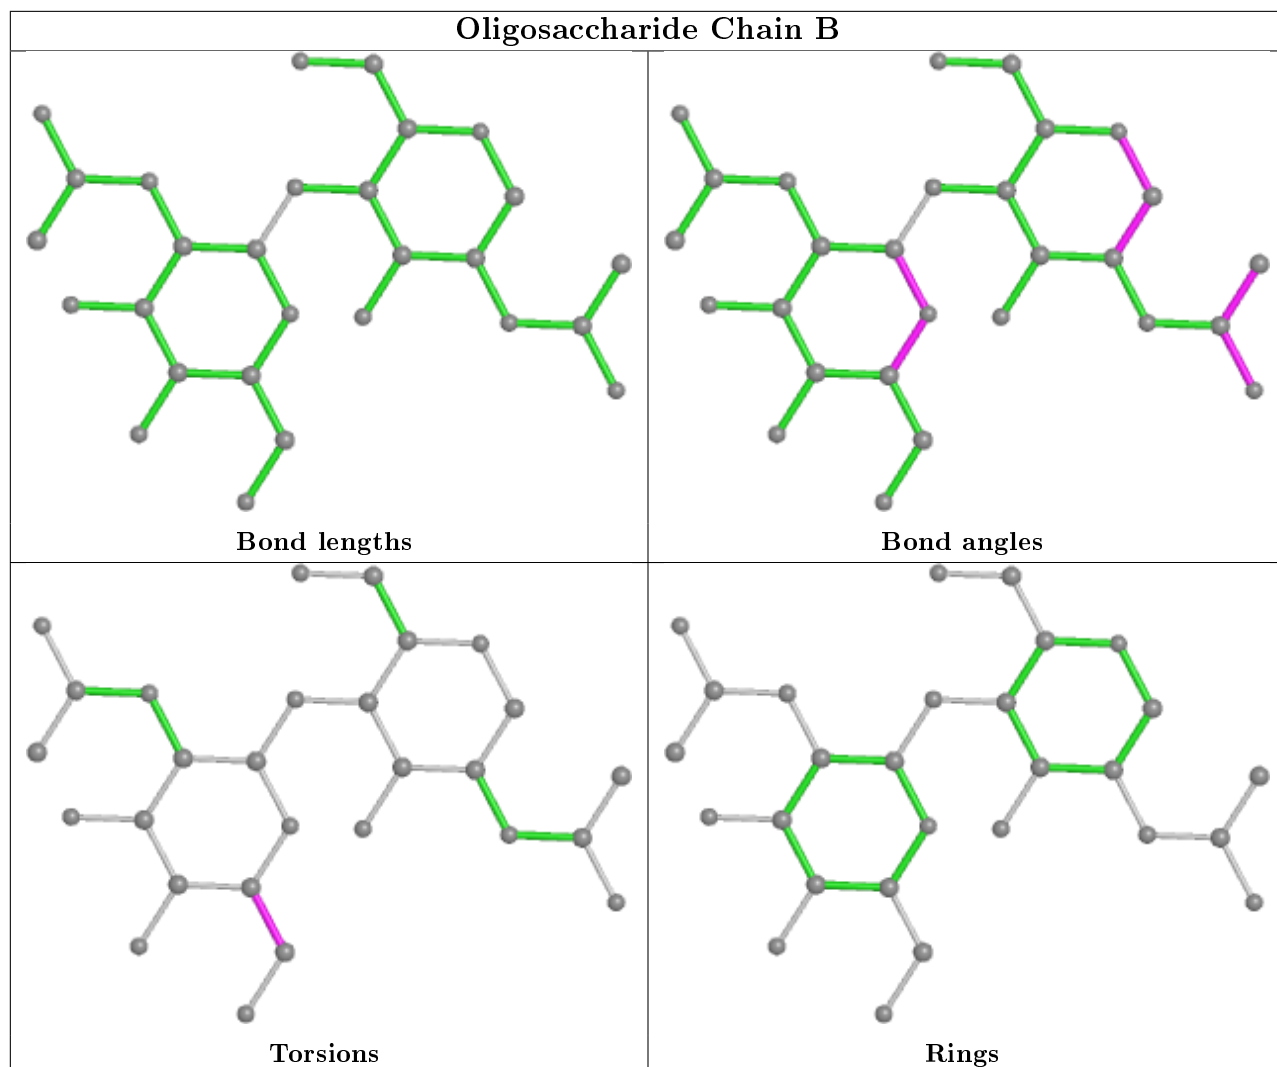 Oligosaccharide Chain B
Bond lengths
Bond angles
Torsions
Rings